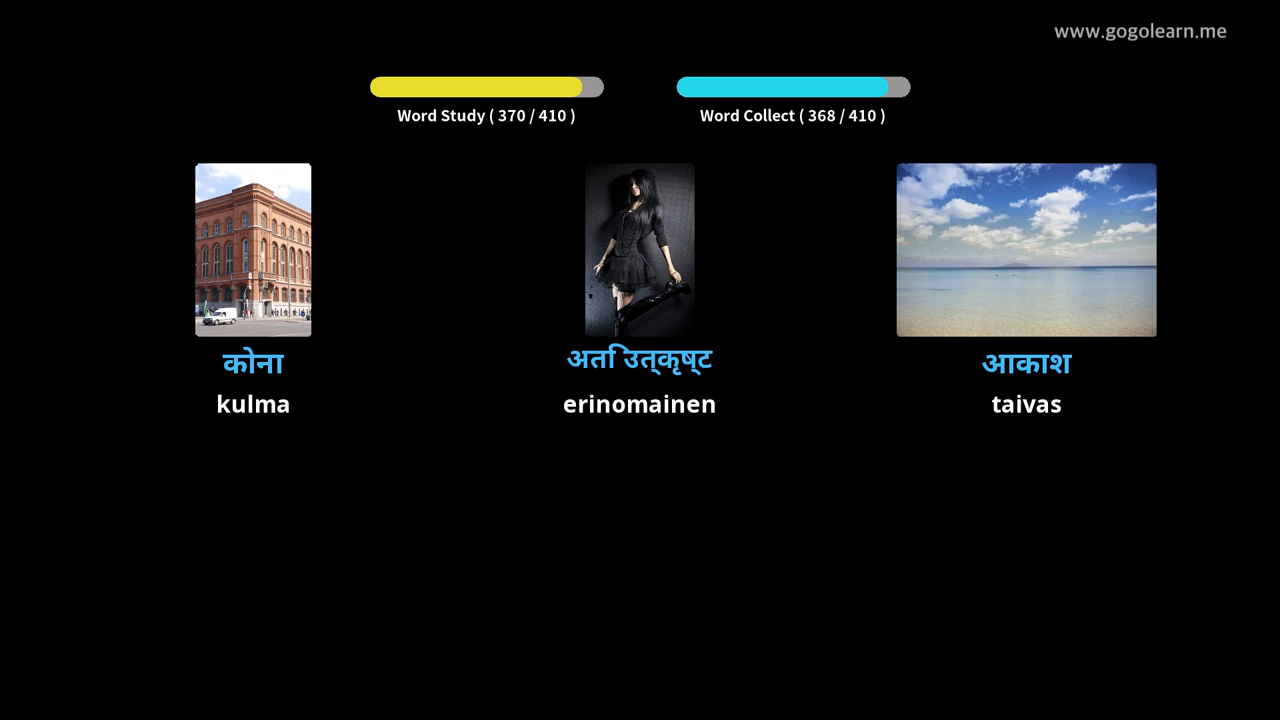 www.gogolearn.me
Word Study ( 370 / 410 )
Word Collect ( 368 / 410 )
कोना
अति उत्कृष्ट
आकाश
kulma
erinomainen
taivas